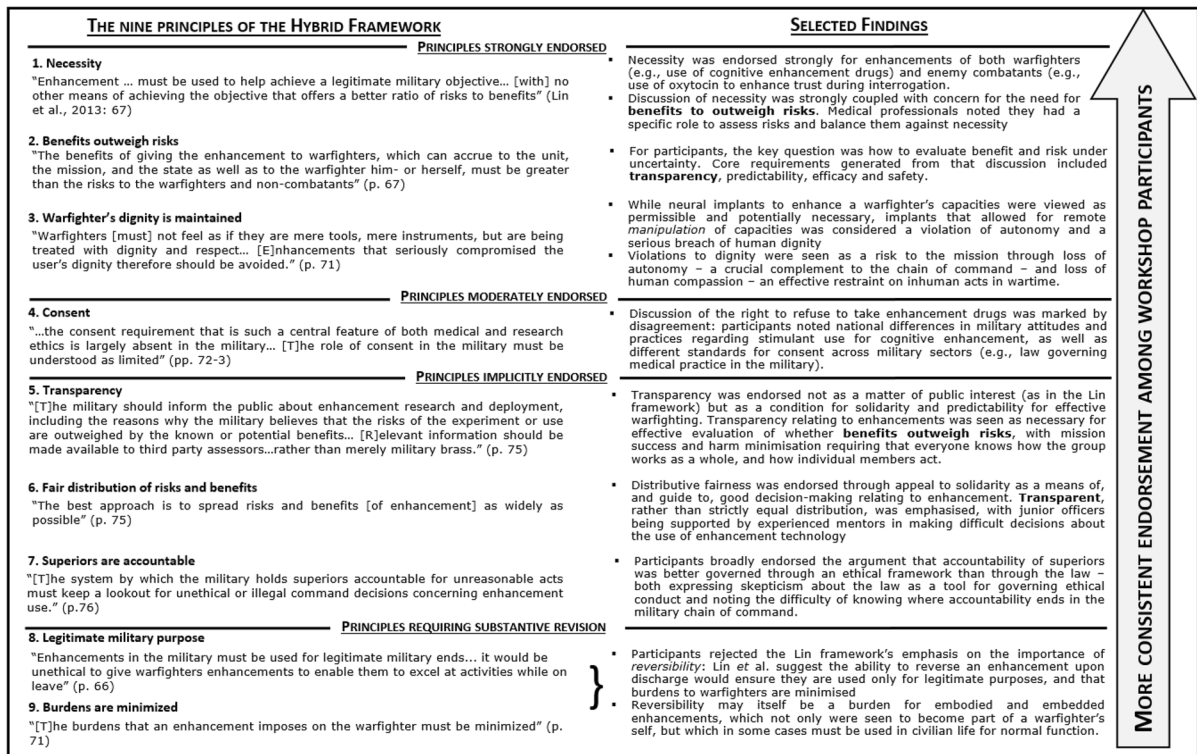 THE NINE PRINCIPLES OF THE HYBRID FRAMEWORK
SELECTED FINDINGS
PRINCIPLES STRONGLY ENDORSED
1. Necessity
“Enhancement ... must be used to help achieve a legitimate military objective... [with] no
other means of achieving the objective that offers a better ratio of risks to benefits” (Lin
et al., 2013: 67)
▪ Necessity was endorsed strongly for enhancements of both warfighters
(e.g., use of cognitive enhancement drugs) and enemy combatants (e.g.,
use of oxytocin to enhance trust during interrogation.
▪ Discussion of necessity was strongly coupled with concern for the need for
benefits to outweigh risks. Medical professionals noted they had a
specific role to assess risks and balance them against necessity
2. Benefits outweigh risks
“The benefits of giving the enhancement to warfighters, which can accrue to the unit,
the mission, and the state as well as to the warfighter him- or herself, must be greater
than the risks to the warfighters and non-combatants” (p. 67)
▪ For participants, the key question was how to evaluate benefit and risk under
uncertainty. Core requirements generated from that discussion included
transparency, predictability, efficacy and safety.
3. Warfighter’s dignity is maintained
“Warfighters [must] not feel as if they are mere tools, mere instruments, but are being
treated with dignity and respect... [E]nhancements that seriously compromised the
user’s dignity therefore should be avoided.” (p. 71)
▪ While neural implants to enhance a warfighter’s capacities were viewed as
permissible and potentially necessary, implants that allowed for remote
manipulation of capacities was considered a violation of autonomy and a
serious breach of human dignity
▪ Violations to dignity were seen as a risk to the mission through loss of
autonomy – a crucial complement to the chain of command – and loss of
human compassion – an effective restraint on inhuman acts in wartime.
PRINCIPLES MODERATELY ENDORSED
4. Consent
“...the consent requirement that is such a central feature of both medical and research
ethics is largely absent in the military... [T]he role of consent in the military must be
understood as limited” (pp. 72-3)
▪ Discussion of the right to refuse to take enhancement drugs was marked by
disagreement: participants noted national differences in military attitudes and
practices regarding stimulant use for cognitive enhancement, as well as
different standards for consent across military sectors (e.g., law governing
medical practice in the military).
PRINCIPLES IMPLICITLY ENDORSED
5. Transparency
“[T]he military should inform the public about enhancement research and deployment,
including the reasons why the military believes that the risks of the experiment or use
are outweighed by the known or potential benefits... [R]elevant information should be
made available to third party assessors...rather than merely military brass.” (p. 75)
▪ Transparency was endorsed not as a matter of public interest (as in the Lin
framework) but as a condition for solidarity and predictability for effective
warfighting. Transparency relating to enhancements was seen as necessary for
effective evaluation of whether benefits outweigh risks, with mission
success and harm minimisation requiring that everyone knows how the group
works as a whole, and how individual members act.
6. Fair distribution of risks and benefits
“The best approach is to spread risks and benefits [of enhancement] as widely as
possible” (p. 75)
▪ Distributive fairness was endorsed through appeal to solidarity as a means of,
and guide to, good decision-making relating to enhancement. Transparent,
rather than strictly equal distribution, was emphasised, with junior officers
being supported by experienced mentors in making difficult decisions about
the use of enhancement technology
7. Superiors are accountable
“[T]he system by which the military holds superiors accountable for unreasonable acts
must keep a lookout for unethical or illegal command decisions concerning enhancement
use.” (p.76)
▪ Participants broadly endorsed the argument that accountability of superiors
was better governed through an ethical framework than through the law –
both expressing skepticism about the law as a tool for governing ethical
conduct and noting the difficulty of knowing where accountability ends in the
military chain of command.
PRINCIPLES REQUIRING SUBSTANTIVE REVISION
8. Legitimate military purpose
“Enhancements in the military must be used for legitimate military ends... it would be
unethical to give warfighters enhancements to enable them to excel at activities while on
leave” (p. 66)
9. Burdens are minimized
“[T]he burdens that an enhancement imposes on the warfighter must be minimized” (p.
71)
}
▪ Participants rejected the Lin framework’s emphasis on the importance of
reversibility: Lin et al. suggest the ability to reverse an enhancement upon
discharge would ensure they are used only for legitimate purposes, and that
burdens to warfighters are minimised
▪ Reversibility may itself be a burden for embodied and embedded
enhancements, which not only were seen to become part of a warfighter’s
self, but which in some cases must be used in civilian life for normal function.
MORE CONSISTENT ENDORSEMENT AMONG WORKSHOP PARTICIPANTS